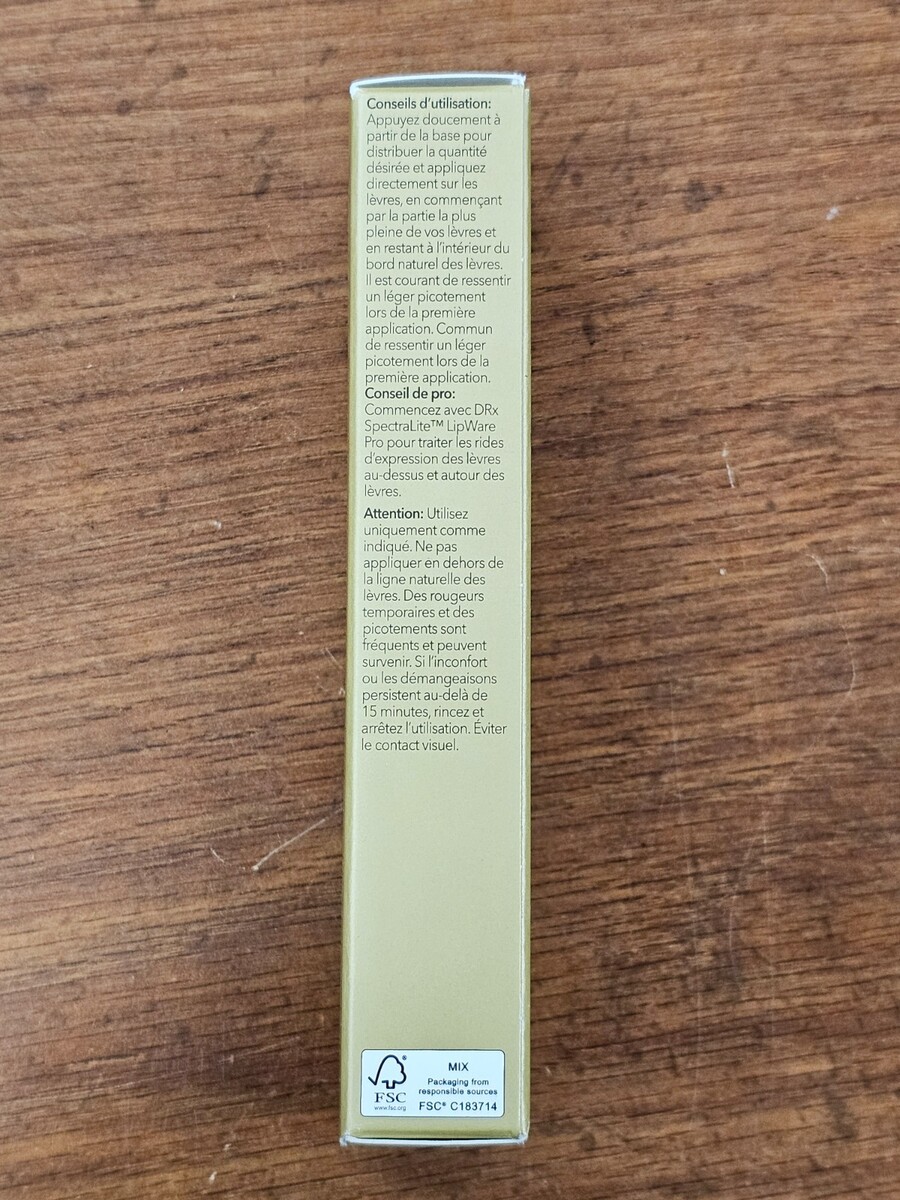 Conseils d'utilisation:
Appuyez doucement à
partir de la base pour
distribuer la quantité
désirée et appliquez
directement sur les
lèvres, en commençant
par la partie la plus
pleine de vos lèvres et
en restant à l'intérieur du
bord naturel des lèvres.
Il est courant de ressentir
un léger picotement
lors de la première
application. Commun
de ressentir un léger
picotement lors de la
première application.
Conseil de pro:
Commencez avec DRx
SpectraLite™ LipWare
Pro pour traiter les rides
d'expression des lèvres
au-dessus et autour des
lèvres.
Attention: Utilisez
uniquement comme
indiqué. Ne pas
appliquer en dehors de
la ligne naturelle des
lèvres. Des rougeurs
temporaires et des
picotements sont
fréquents et peuvent
survenir. Si l'inconfort
ou les démangeaisons
persistent au-delà de
15 minutes, rincez et
arrêtez l'utilisation. Éviter
le contact visuel.
®
FSC
www.fsc.org
MIX
Packaging from
responsible sources
FSC® C183714